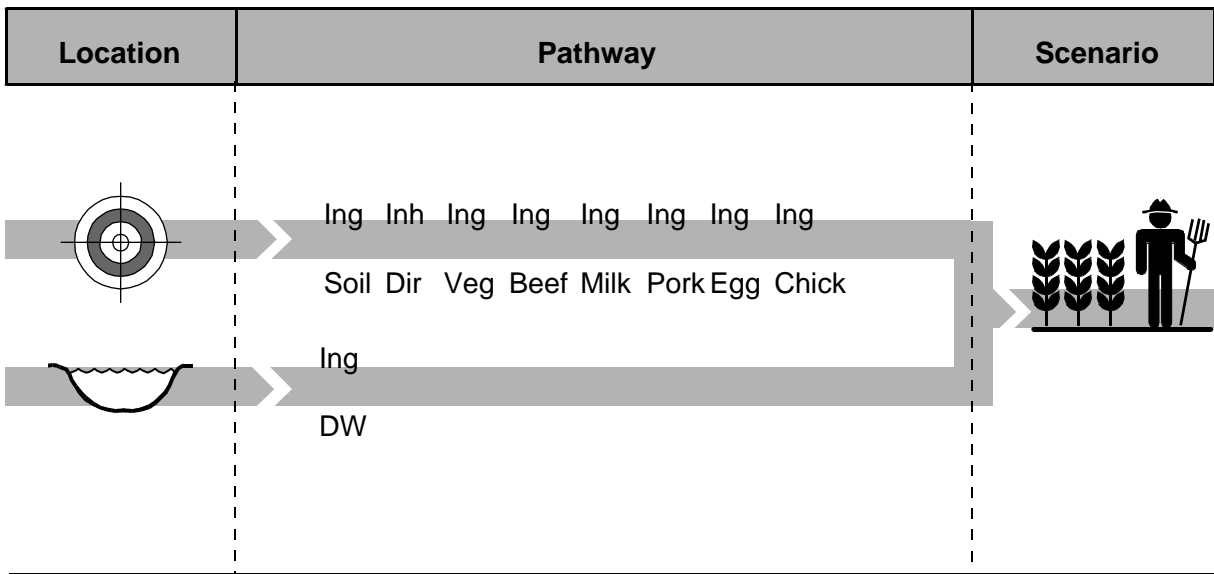 Location Pathway Scenario
Ing Inh Ing Ing Ing Ing Ing Ing
Soil Dir Veg Beef Milk Pork Egg Chick
Ing
DW